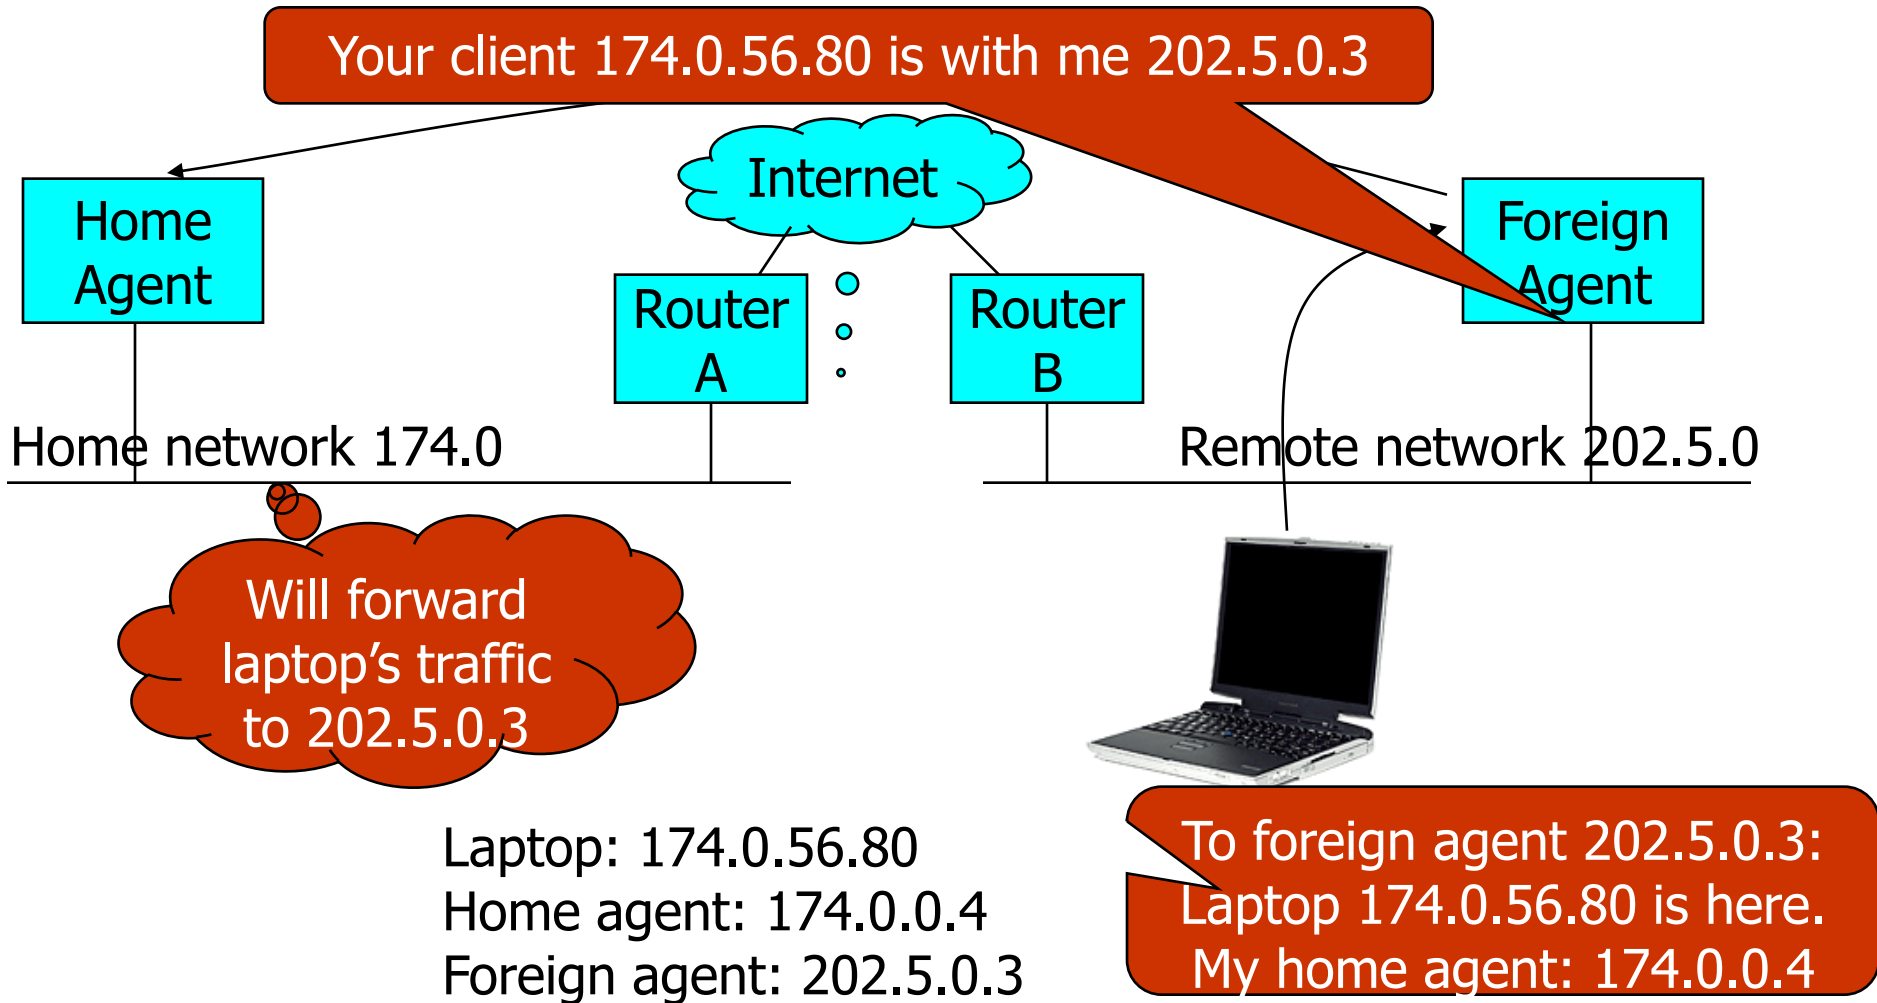 Your client 174.0.56.80 is with me 202.5.0.3
Internet
Home
Agent
Foreign
Agent
Router
A
Router
B
Home network 174.0
Remote network 202.5.0
Will forward
laptop’s traffic
to 202.5.0.3
Laptop: 174.0.56.80
Home agent: 174.0.0.4
Foreign agent: 202.5.0.3
To foreign agent 202.5.0.3:
Laptop 174.0.56.80 is here.
My home agent: 174.0.0.4